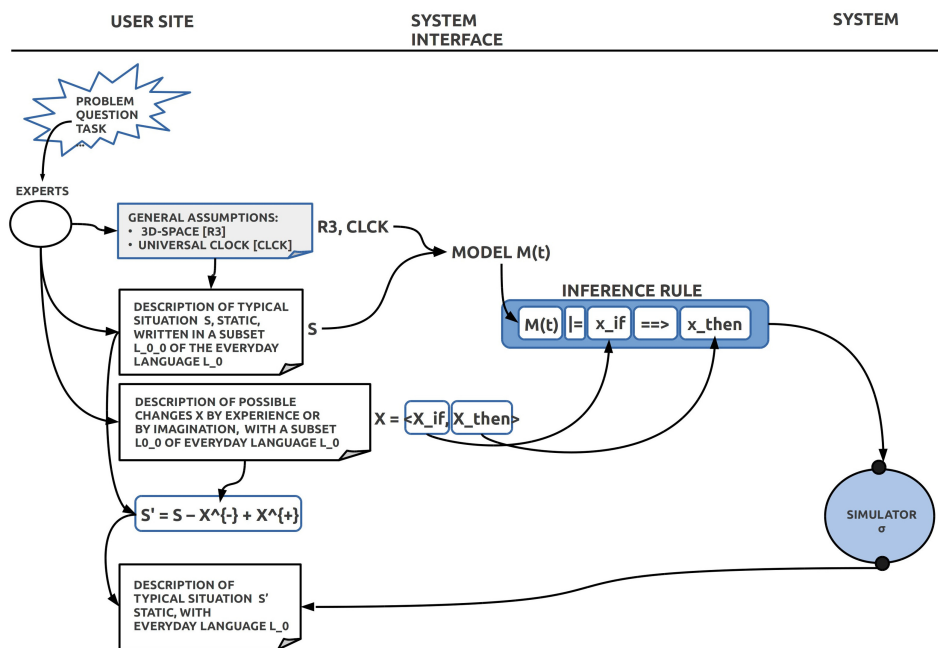 USER SITE
SYSTEM
INTERFACE
SYSTEM
PROBLEM
QUESTION
TASK
...
EXPERTS
GENERAL ASSUMPTIONS:
• 3D-SPACE [R3]
• UNIVERSAL CLOCK [CLCK]
R3, CLCK
MODEL M(t)
DESCRIPTION OF TYPICAL
SITUATION S, STATIC,
WRITTEN IN A SUBSET
L_0_0 OF THE EVERYDAY
LANGUAGE L_0
S
INFERENCE RULE
M(t) |= x_if ==> x_then
DESCRIPTION OF POSSIBLE
CHANGES X BY EXPERIENCE OR
BY IMAGINATION, WITH A SUBSET
L0_0 OF EVERYDAY LANGUAGE L_0
X = <X_if, X_then>
S' = S – X^{-} + X^{+}
SIMULATOR
σ
DESCRIPTION OF
TYPICAL SITUATION S’
STATIC, WITH
EVERYDAY LANGUAGE L_0